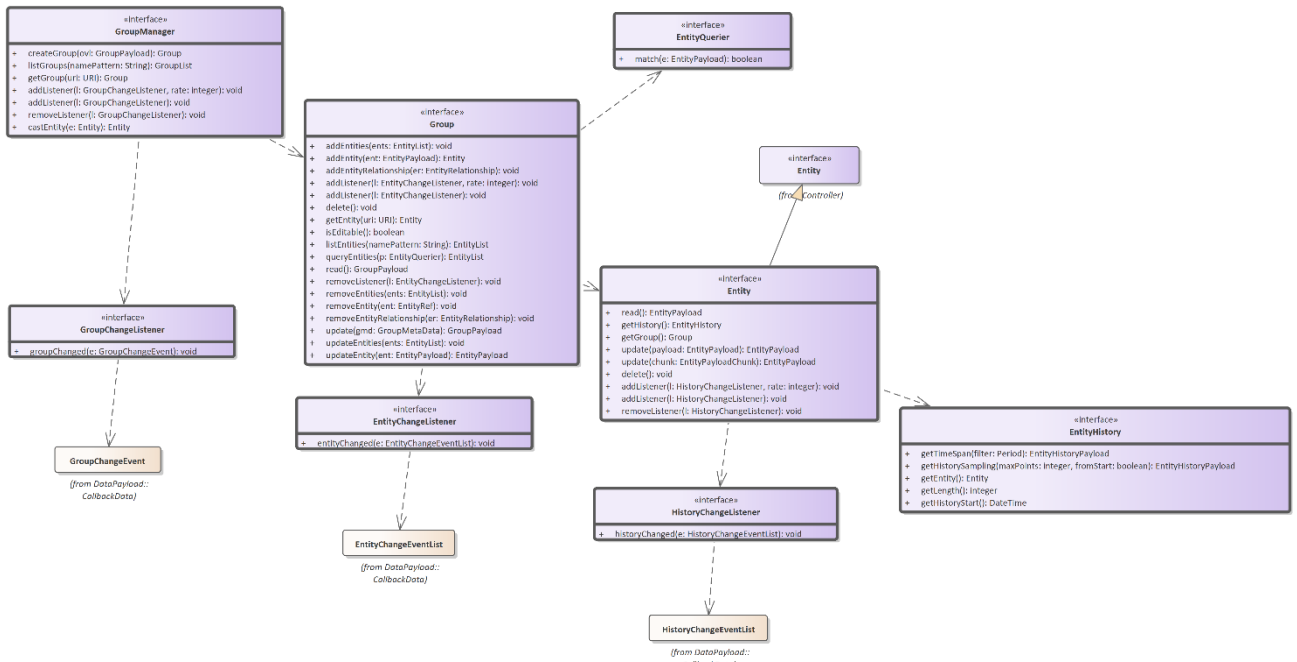 «interface»
GroupManager
+ createGroup(ovl: GroupPayload): Group
+ listGroups(namePattern: String): GroupList
+ getGroup(uri: URI): Group
+ addListener(l: GroupChangeListener, rate: integer): void
+ addListener(l: GroupChangeListener): void
+ removeListener(l: GroupChangeListener): void
+ castEntity(e: Entity): Entity
«interface»
EntityQuerier
+ match(e: EntityPayload): boolean
«interface»
Group
+ addEntities(ents: EntityList): void
+ addEntity(ent: EntityPayload): Entity
+ addEntityRelationship(er: EntityRelationship): void
+ addListener(l: EntityChangeListener, rate: integer): void
+ addListener(l: EntityChangeListener): void
+ delete(): void
+ getEntity(uri: URI): Entity
+ isEditable(): boolean
+ listEntities(namePattern: String): EntityList
+ queryEntities(p: EntityQuerier): EntityList
+ read(): GroupPayload
+ removeListener(l: EntityChangeListener): void
+ removeEntities(ents: EntityList): void
+ removeEntity(ent: EntityRef): void
+ removeEntityRelationship(er: EntityRelationship): void
+ update(gmd: GroupMetaData): GroupPayload
+ updateEntities(ents: EntityList): void
+ updateEntity(ent: EntityPayload): EntityPayload
«interface»
Entity
(from Controller)
«interface»
Entity
+ read(): EntityPayload
+ getHistory(): EntityHistory
+ getGroup(): Group
+ update(payload: EntityPayload): EntityPayload
+ update(chunk: EntityPayloadChunk): EntityPayload
+ delete(): void
+ addListener(l: HistoryChangeListener, rate: integer): void
+ addListener(l: HistoryChangeListener): void
+ removeListener(l: HistoryChangeListener): void
«interface»
GroupChangeListener
+ groupChanged(e: GroupChangeEvent): void
«interface»
EntityChangeListener
+ entityChanged(e: EntityChangeEventList): void
«interface»
EntityHistory
+ getTimeSpan(filter: Period): EntityHistoryPayload
+ getHistorySampling(maxPoints: integer, fromStart: boolean): EntityHistoryPayload
+ getEntity(): Entity
+ getLength(): integer
+ getHistoryStart(): DateTime
GroupChangeEvent
(from DataPayload::
CallbackData)
«interface»
HistoryChangeListener
+ historyChanged(e: HistoryChangeEventList): void
EntityChangeEventList
(from DataPayload::
CallbackData)
HistoryChangeEventList
(from DataPayload::